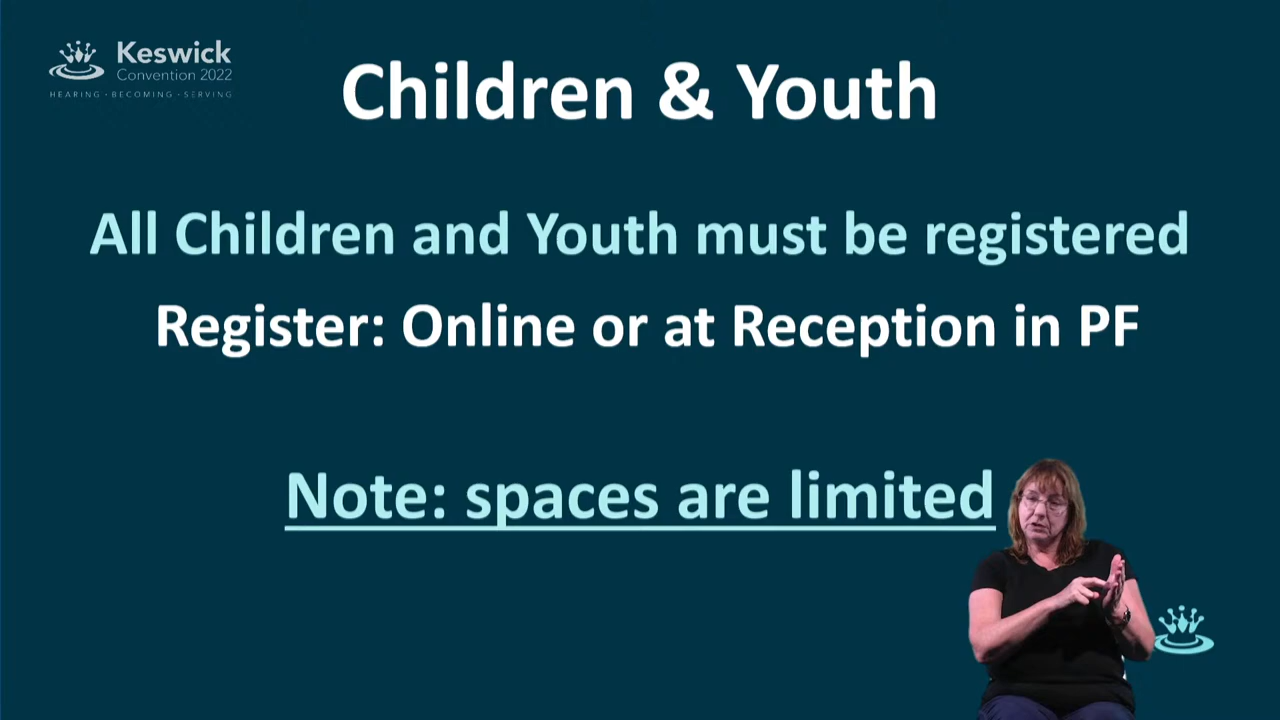 Keswick
Convention 2022
HEARING · BECOMING · SERVING
Children & Youth
All Children and Youth must be registered
Register: Online or at Reception in PF
Note: spaces are limited